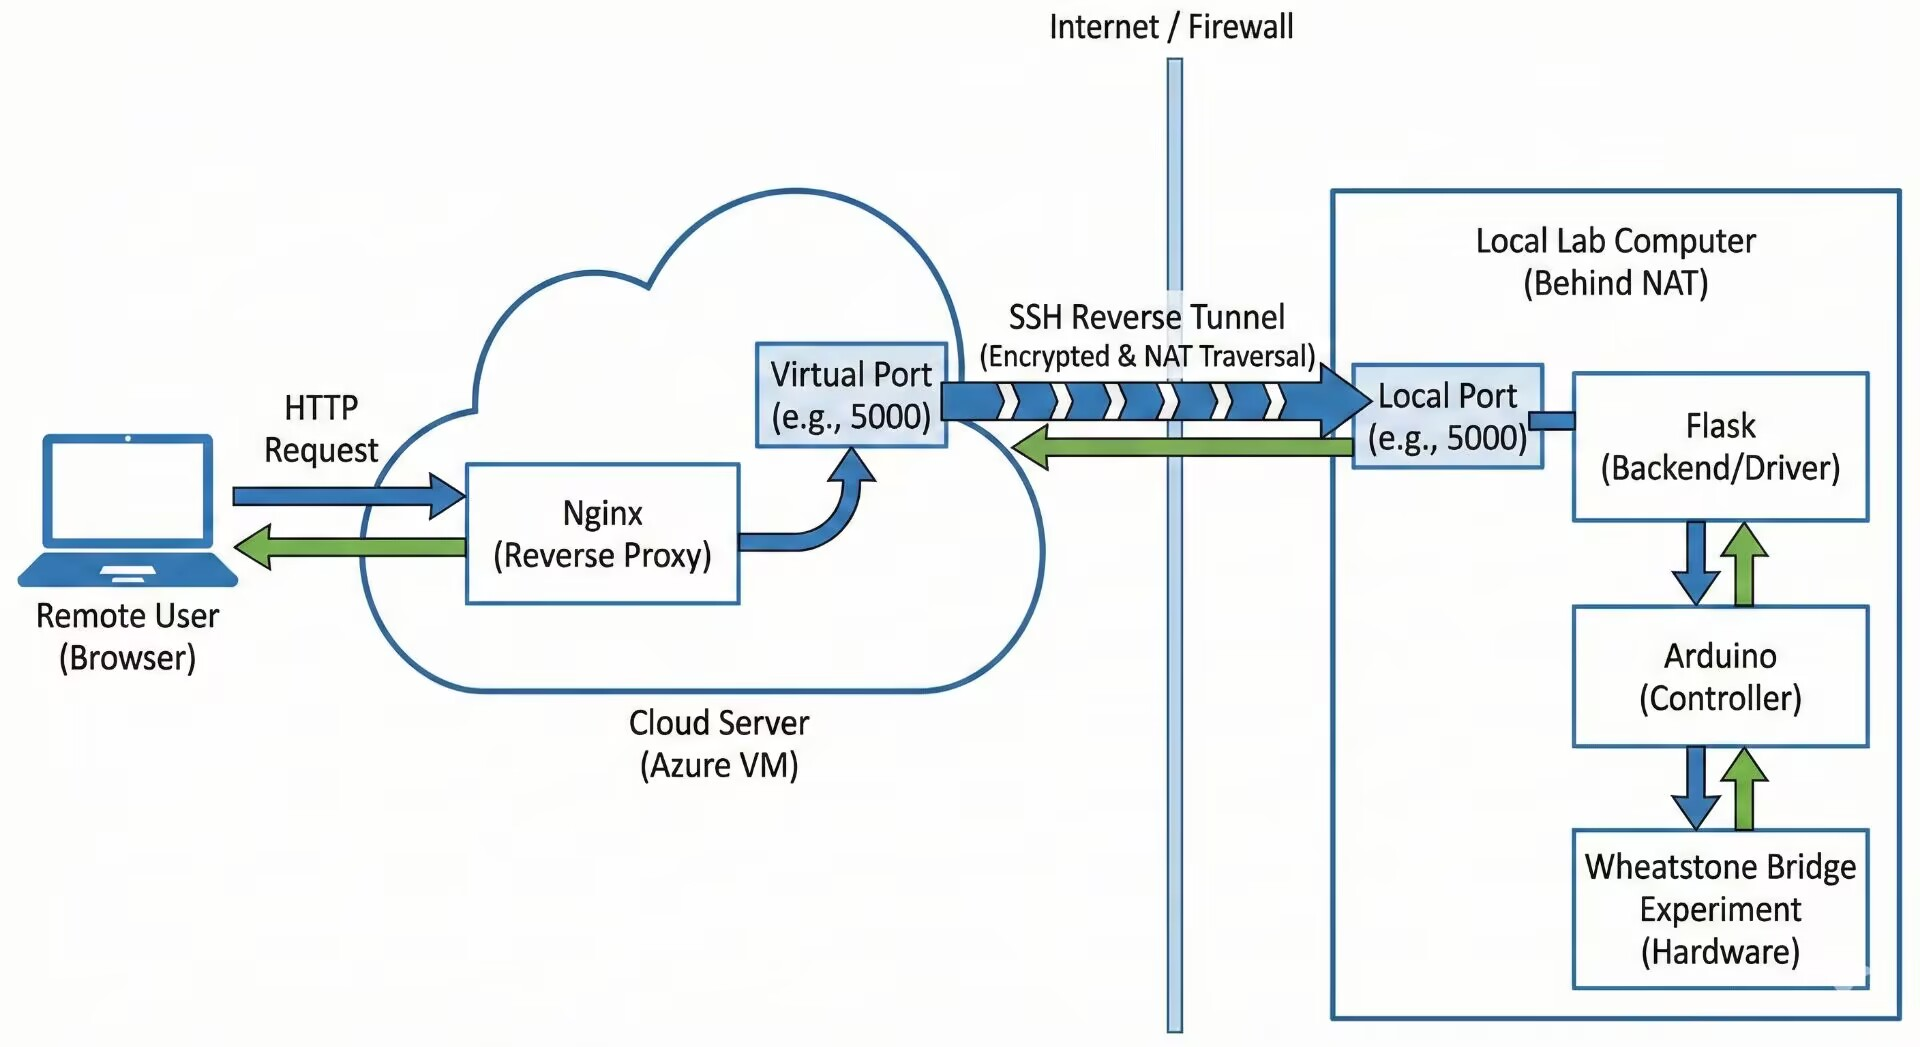 Internet / Firewall
Local Lab Computer
(Behind NAT)
SSH Reverse Tunnel
(Encrypted & NAT Traversal)
Virtual Port
(e.g., 5000)
Local Port
(e.g., 5000)
HTTP
Request
Flask
(Backend/Driver)
Nginx
(Reverse Proxy)
Remote User
(Browser)
Arduino
(Controller)
Cloud Server
(Azure VM)
Wheatstone Bridge
Experiment
(Hardware)